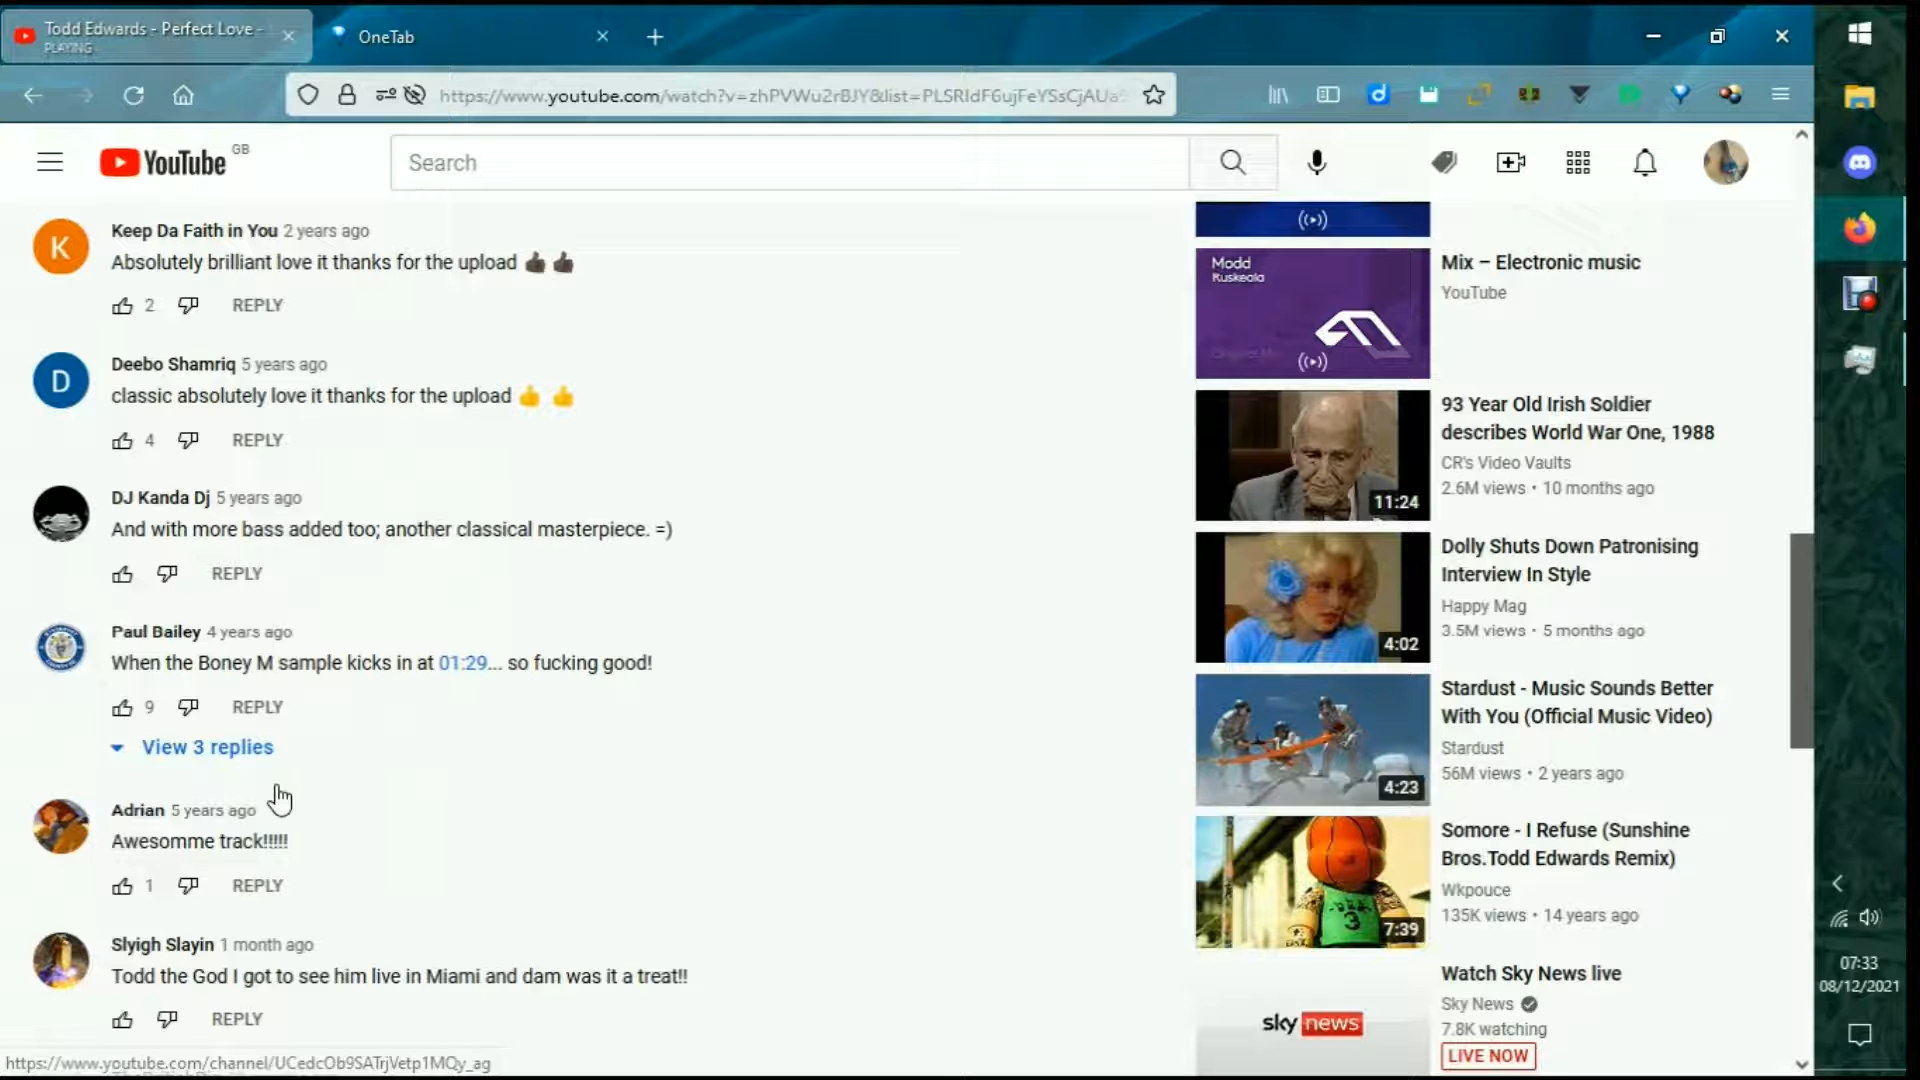 Todd Edwards - Perfect Love -
PLAYING
OneTab
https://www.youtube.com/watch?v=zhPVWu2rBJY&list=PLSRIdF6ujFeYSsCjAUa
YouTube GB
Search
Keep Da Faith in You 2 years ago
Absolutely brilliant love it thanks for the upload 👍🏿 👍🏿
2 REPLY
Deebo Shamriq 5 years ago
classic absolutely love it thanks for the upload 👍 👍
4 REPLY
DJ Kanda Dj 5 years ago
And with more bass added too; another classical masterpiece. =)
REPLY
Paul Bailey 4 years ago
When the Boney M sample kicks in at 01:29... so fucking good!
9 REPLY
View 3 replies
Adrian 5 years ago
Awesomme track!!!!!
1 REPLY
Slyigh Slayin 1 month ago
Todd the God I got to see him live in Miami and dam was it a treat!!
REPLY
https://www.youtube.com/channel/UCedcOb9SATrjVetp1MQy_ag
Modd
Ruskeala
Mix – Electronic music
YouTube
11:24
93 Year Old Irish Soldier
describes World War One, 1988
CR's Video Vaults
2.6M views • 10 months ago
4:02
Dolly Shuts Down Patronising
Interview In Style
Happy Mag
3.5M views • 5 months ago
4:23
Stardust - Music Sounds Better
With You (Official Music Video)
Stardust
56M views • 2 years ago
3
7:39
Somore - I Refuse (Sunshine
Bros.Todd Edwards Remix)
Wkpouce
135K views • 14 years ago
sky news
Watch Sky News live
Sky News
7.8K watching
LIVE NOW
07:33
08/12/2021